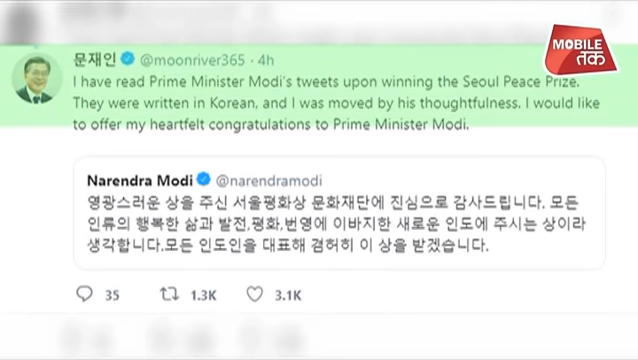 MOBILE
तक
문재인 @moonriver365 · 4h
I have read Prime Minister Modi's tweets upon winning the Seoul Peace Prize.
They were written in Korean, and I was moved by his thoughtfulness. I would like
to offer my heartfelt congratulations to Prime Minister Modi.
Narendra Modi @narendramodi
영광스러운 상을 주신 서울평화상 문화재단에 진심으로 감사드립니다. 모든
인류의 행복한 삶과 발전,평화,번영에 이바지한 새로운 인도에 주시는 상이라
생각합니다.모든 인도인을 대표해 겸허히 이 상을 받겠습니다.
35 1.3K 3.1K